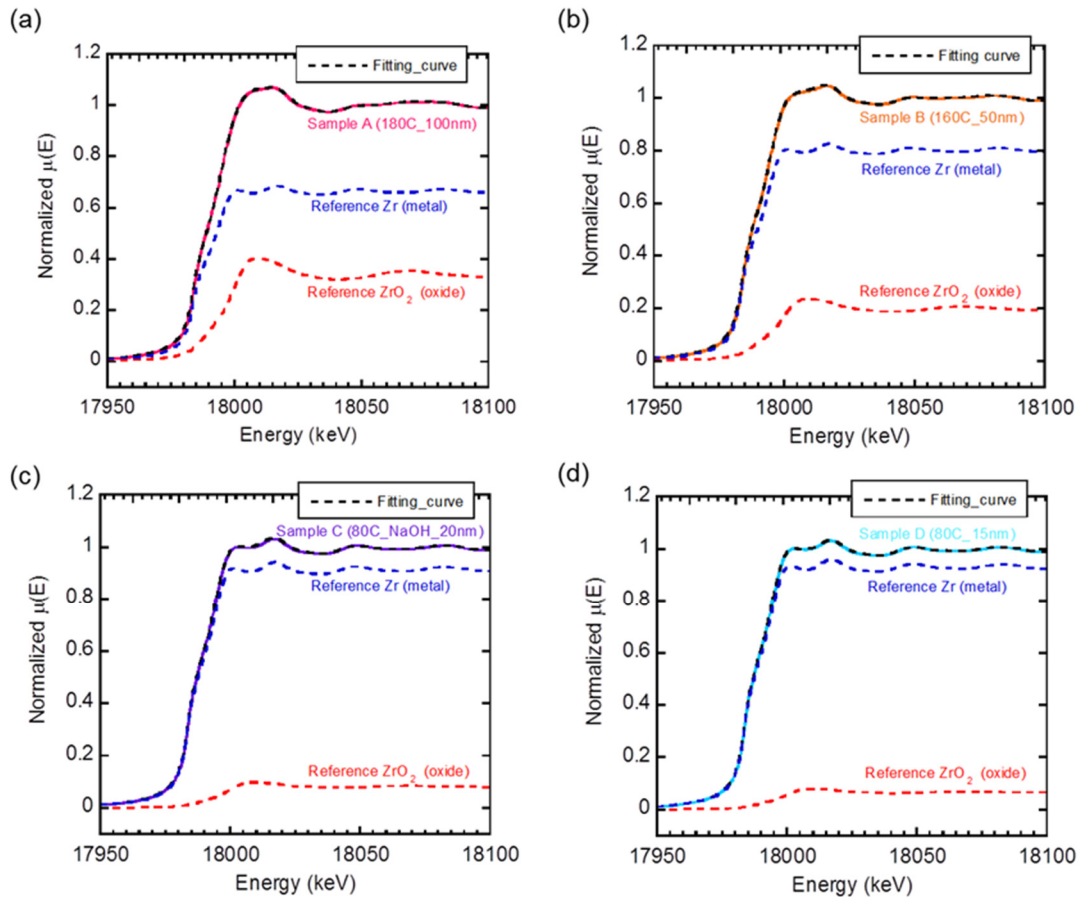 (a)
Normalized μ(E)
1.2
1
0.8
0.6
0.4
0.2
0
Fitting_curve
Sample A (180C_100nm)
Reference Zr (metal)
Reference ZrO₂ (oxide)
17950
18000
18050
18100
Energy (keV)
(b)
Normalized μ(E)
1.2
1
0.8
0.6
0.4
0.2
0
Fitting curve
Sample B (160C_50nm)
Reference Zr (metal)
Reference ZrO₂ (oxide)
17950
18000
18050
18100
Energy (keV)
(c)
Normalized μ(E)
1.2
1
0.8
0.6
0.4
0.2
0
Fitting_curve
Sample C (80C_NaOH_20nm)
Reference Zr (metal)
Reference ZrO₂ (oxide)
17950
18000
18050
18100
Energy (keV)
(d)
Normalized μ(E)
1.2
1
0.8
0.6
0.4
0.2
0
Fitting_curve
Sample D (80C_15nm)
Reference Zr (metal)
Reference ZrO₂ (oxide)
17950
18000
18050
18100
Energy (keV)